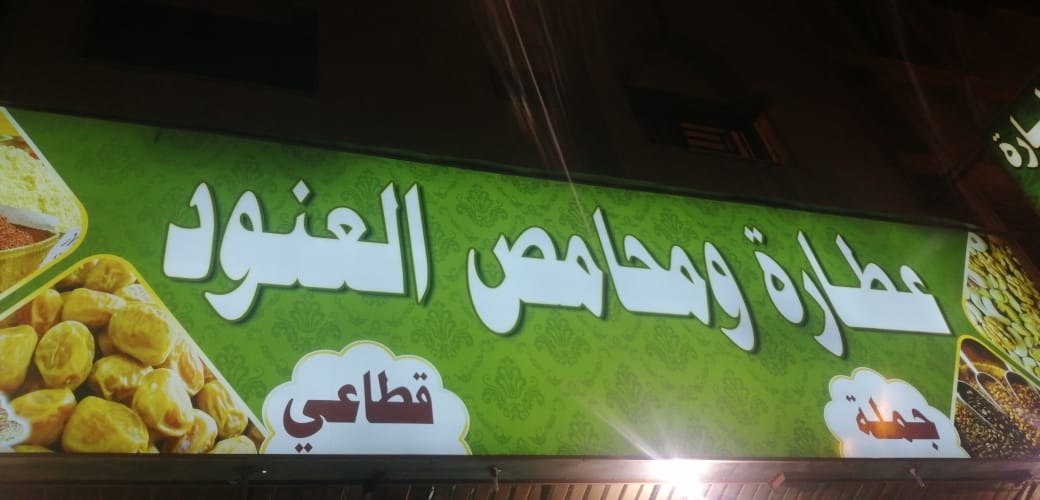 عطارة ومحامص العنود
جملة
قطاعي